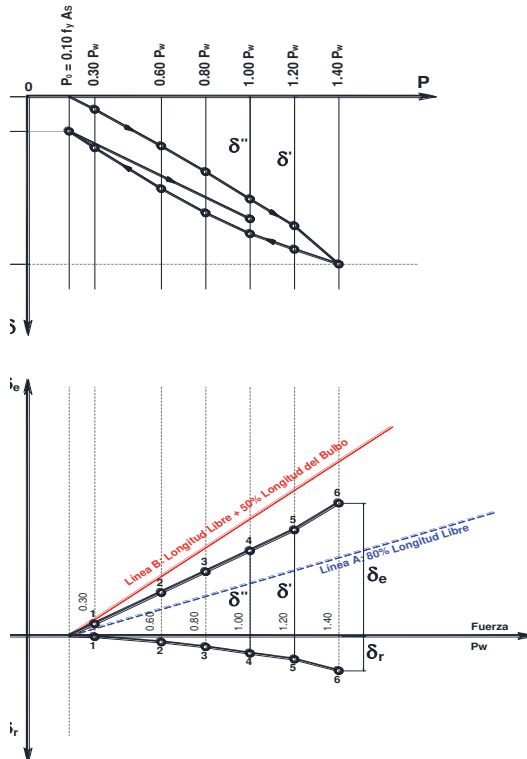 P₀ = 0.10 fy As
0.30 Pw
0.60 Pw
0.80 Pw
1.00 Pw
1.20 Pw
1.40 Pw
0
P
δ"
δ'
δ
δe
Línea B: Longitud Libre + 50% Longitud del Bulbo
Línea A: 80% Longitud Libre
1
2
3
4
5
6
δ"
δ'
δe
0.30
0.60
0.80
1.00
1.20
1.40
Fuerza
Pw
1
2
3
4
5
6
δr
δr